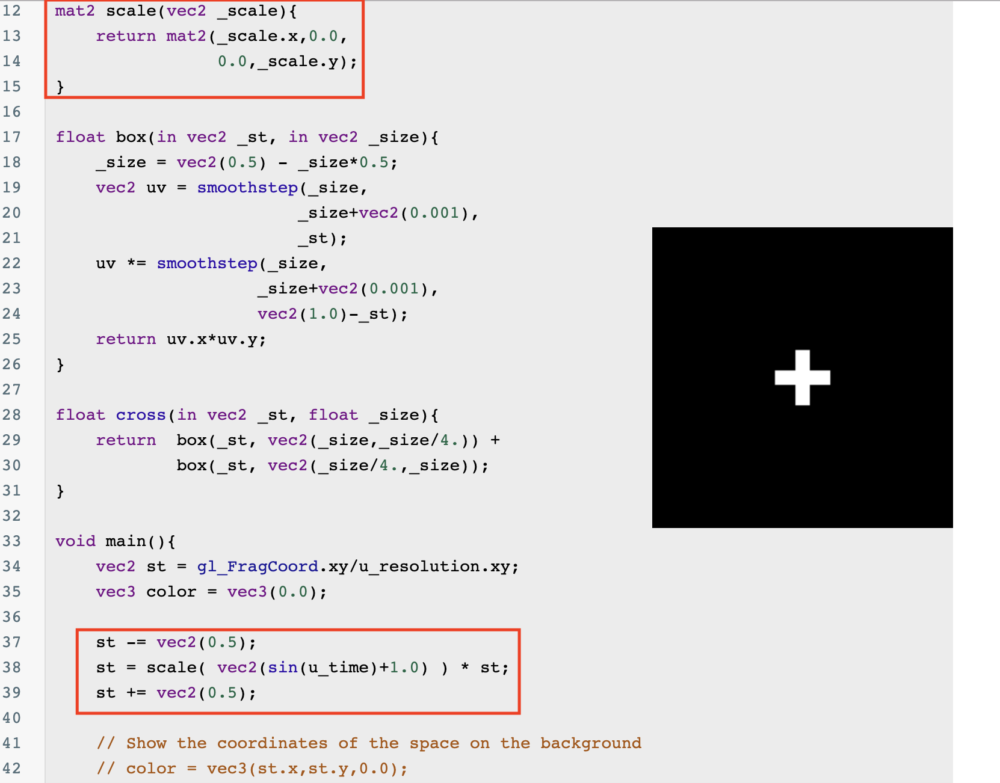 12 mat2 scale(vec2 _scale){
13     return mat2(_scale.x,0.0,
14                 0.0,_scale.y);
15 }
16
17 float box(in vec2 _st, in vec2 _size){
18     _size = vec2(0.5) - _size*0.5;
19     vec2 uv = smoothstep(_size,
20                         _size+vec2(0.001),
21                         _st);
22     uv *= smoothstep(_size,
23                     _size+vec2(0.001),
24                     vec2(1.0)-_st);
25     return uv.x*uv.y;
26 }
27
28 float cross(in vec2 _st, float _size){
29     return  box(_st, vec2(_size,_size/4.)) +
30             box(_st, vec2(_size/4.,_size));
31 }
32
33 void main(){
34     vec2 st = gl_FragCoord.xy/u_resolution.xy;
35     vec3 color = vec3(0.0);
36
37     st -= vec2(0.5);
38     st = scale( vec2(sin(u_time)+1.0) ) * st;
39     st += vec2(0.5);
40
41     // Show the coordinates of the space on the background
42     // color = vec3(st.x,st.y,0.0);